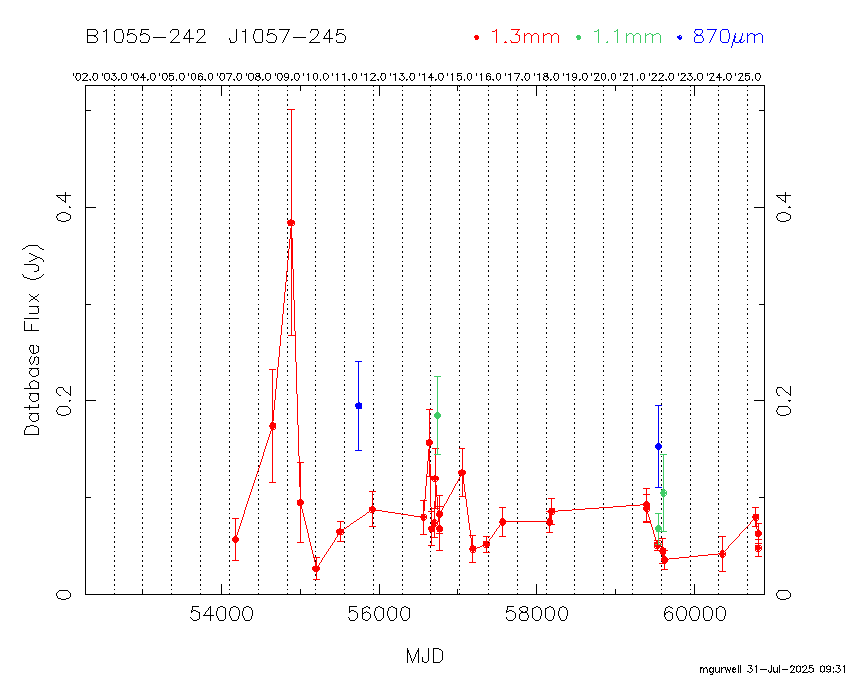 B1055-242 J1057-245 1.3mm 1.1mm 870μm
'02.0 '03.0 '04.0 '05.0 '06.0 '07.0 '08.0 '09.0 '10.0 '11.0 '12.0 '13.0 '14.0 '15.0 '16.0 '17.0 '18.0 '19.0 '20.0 '21.0 '22.0 '23.0 '24.0 '25.0
0.4 0.4
Database Flux (Jy)
0.2 0.2
0 0
54000 56000 58000 60000
MJD
mgurwell 31-Jul-2025 09:31